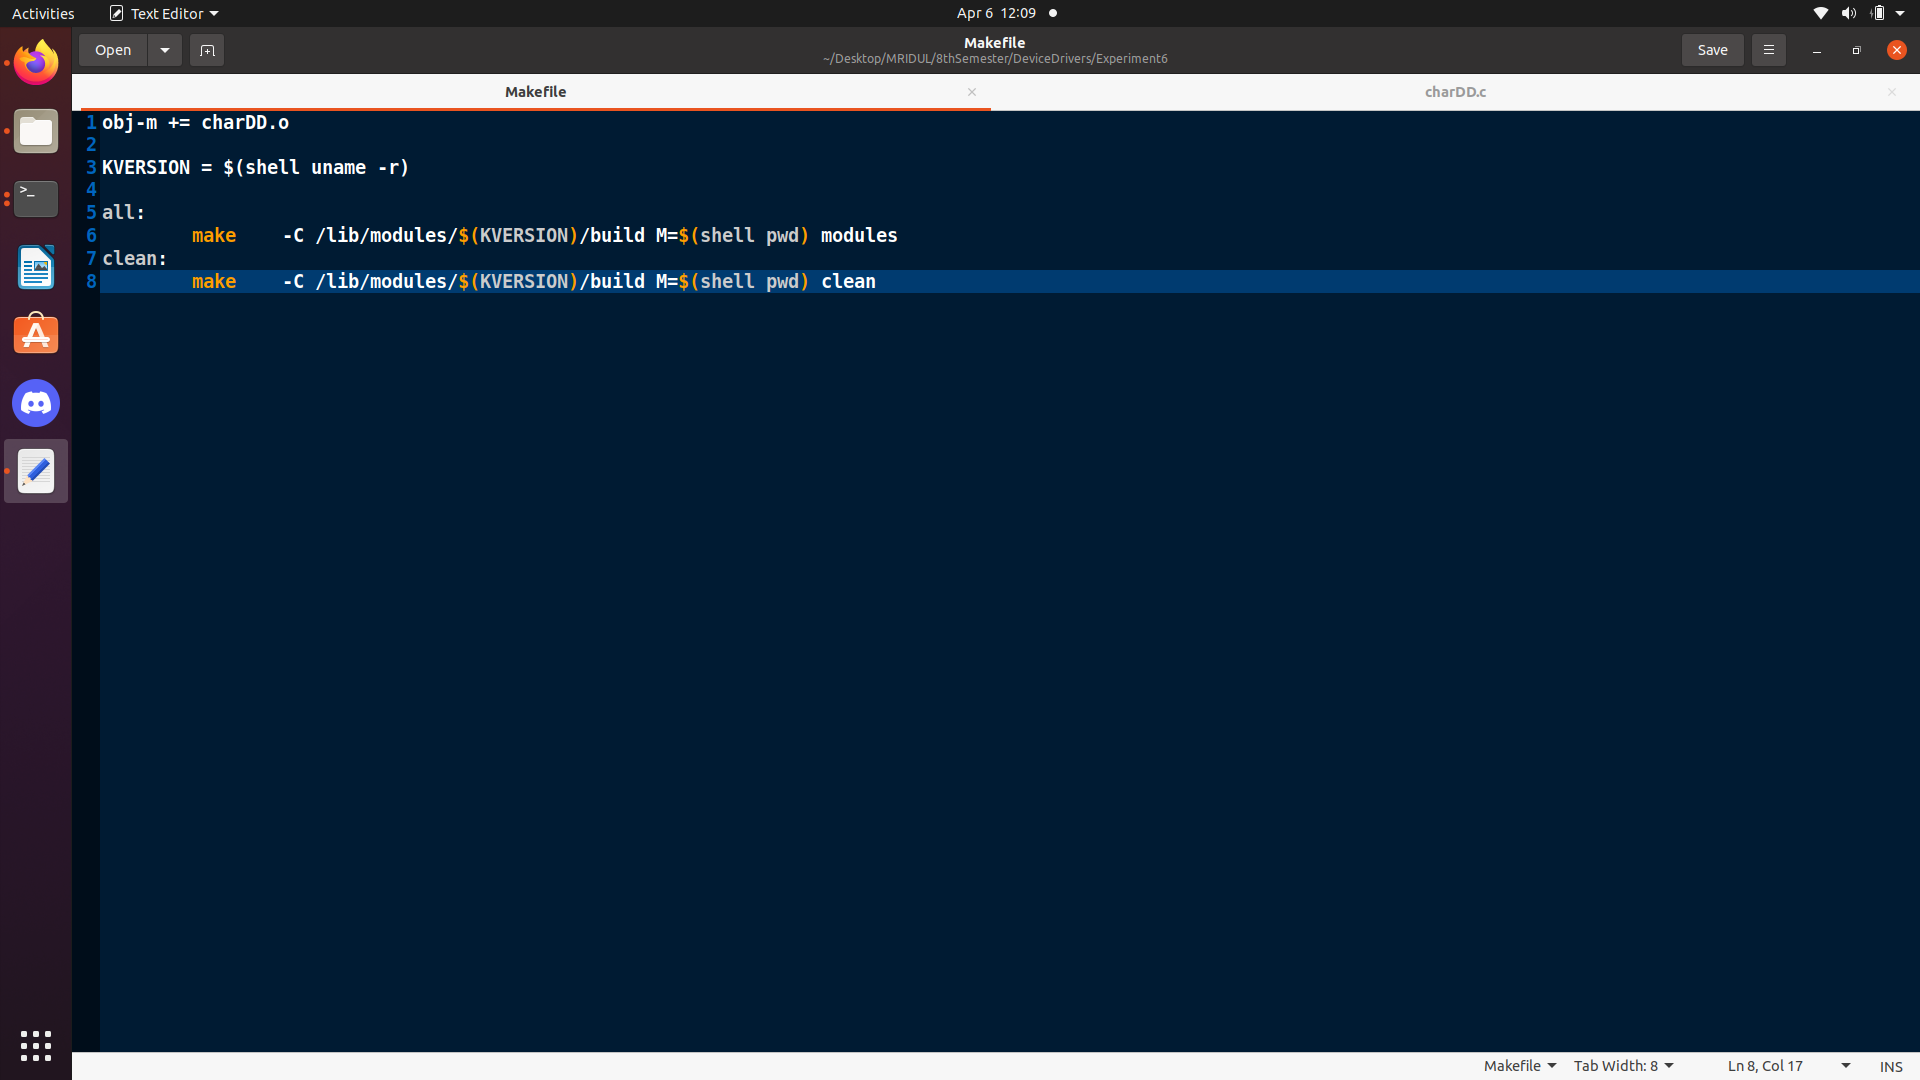 Activities Text Editor Apr 6 12:09
Open Makefile Save
~/Desktop/MRIDUL/8thSemester/DeviceDrivers/Experiment6
Makefile charDD.c
1 obj-m += charDD.o
2
3 KVERSION = $(shell uname -r)
4
5 all:
6 make -C /lib/modules/$(KVERSION)/build M=$(shell pwd) modules
7 clean:
8 make -C /lib/modules/$(KVERSION)/build M=$(shell pwd) clean
Makefile Tab Width: 8 Ln 8, Col 17 INS